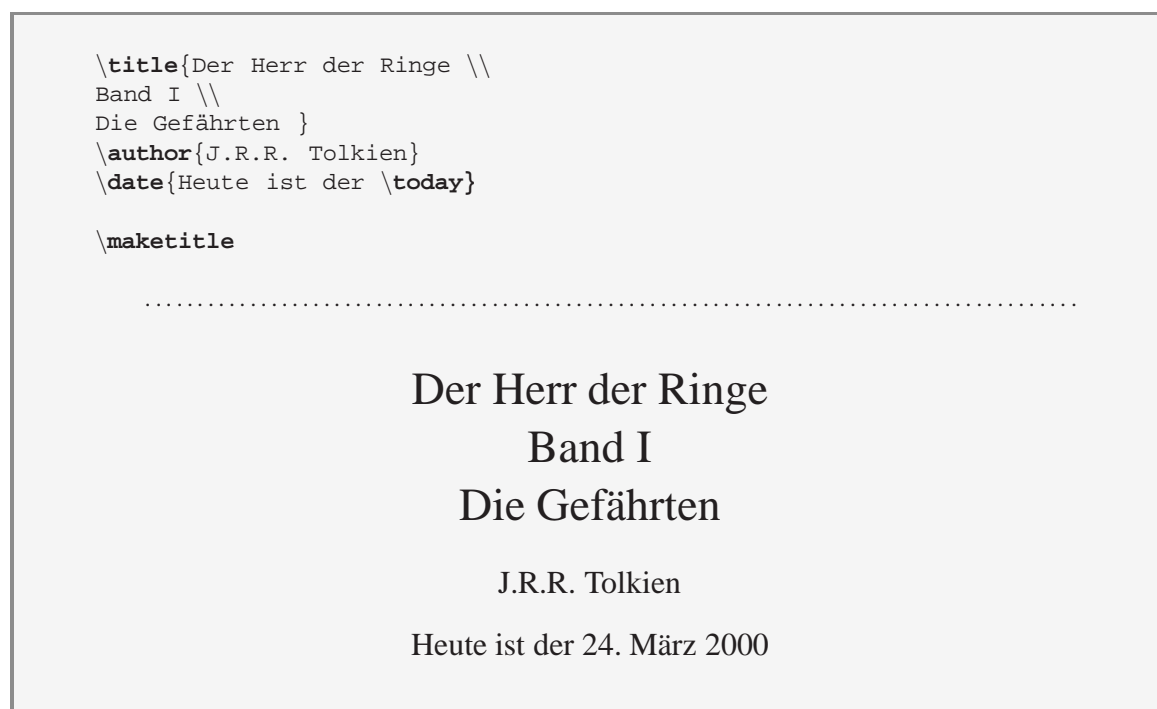 \title{Der Herr der Ringe \\
Band I \\
Die Gefährten }
\author{J.R.R. Tolkien}
\date{Heute ist der \today}
\maketitle
Der Herr der Ringe
Band I
Die Gefährten
J.R.R. Tolkien
Heute ist der 24. März 2000